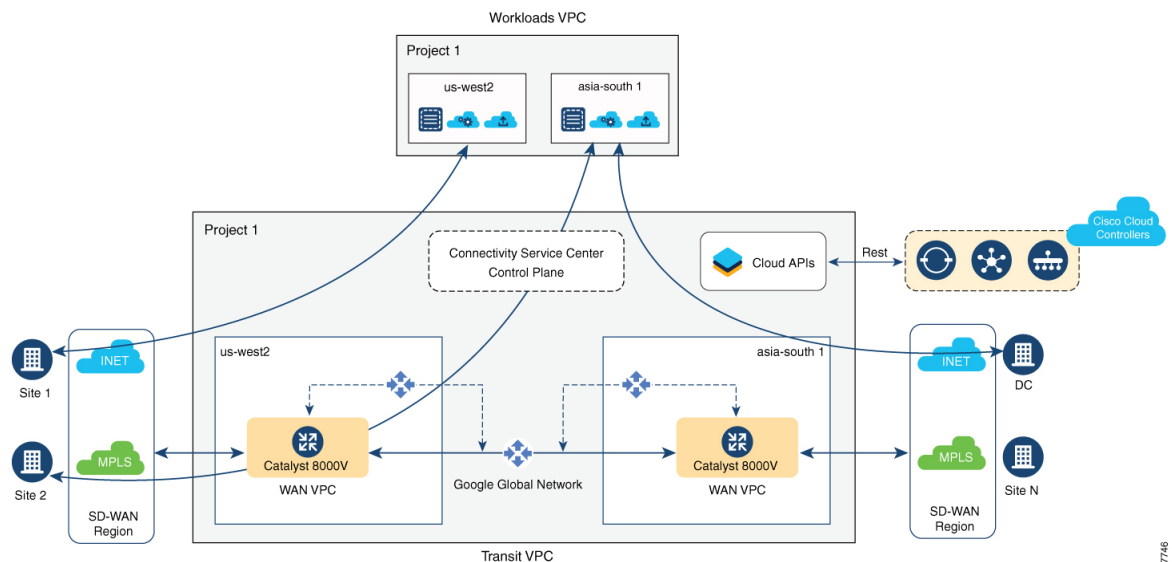 Workloads VPC
Project 1
us-west2
asia-south 1
Project 1
Connectivity Service Center
Control Plane
Cloud APIs
Rest
Cisco Cloud
Controllers
us-west2
asia-south 1
INET
Site 1
INET
DC
MPLS
Site 2
Catalyst 8000V
WAN VPC
Google Global Network
Catalyst 8000V
WAN VPC
MPLS
Site N
SD-WAN
Region
SD-WAN
Region
Transit VPC
7746